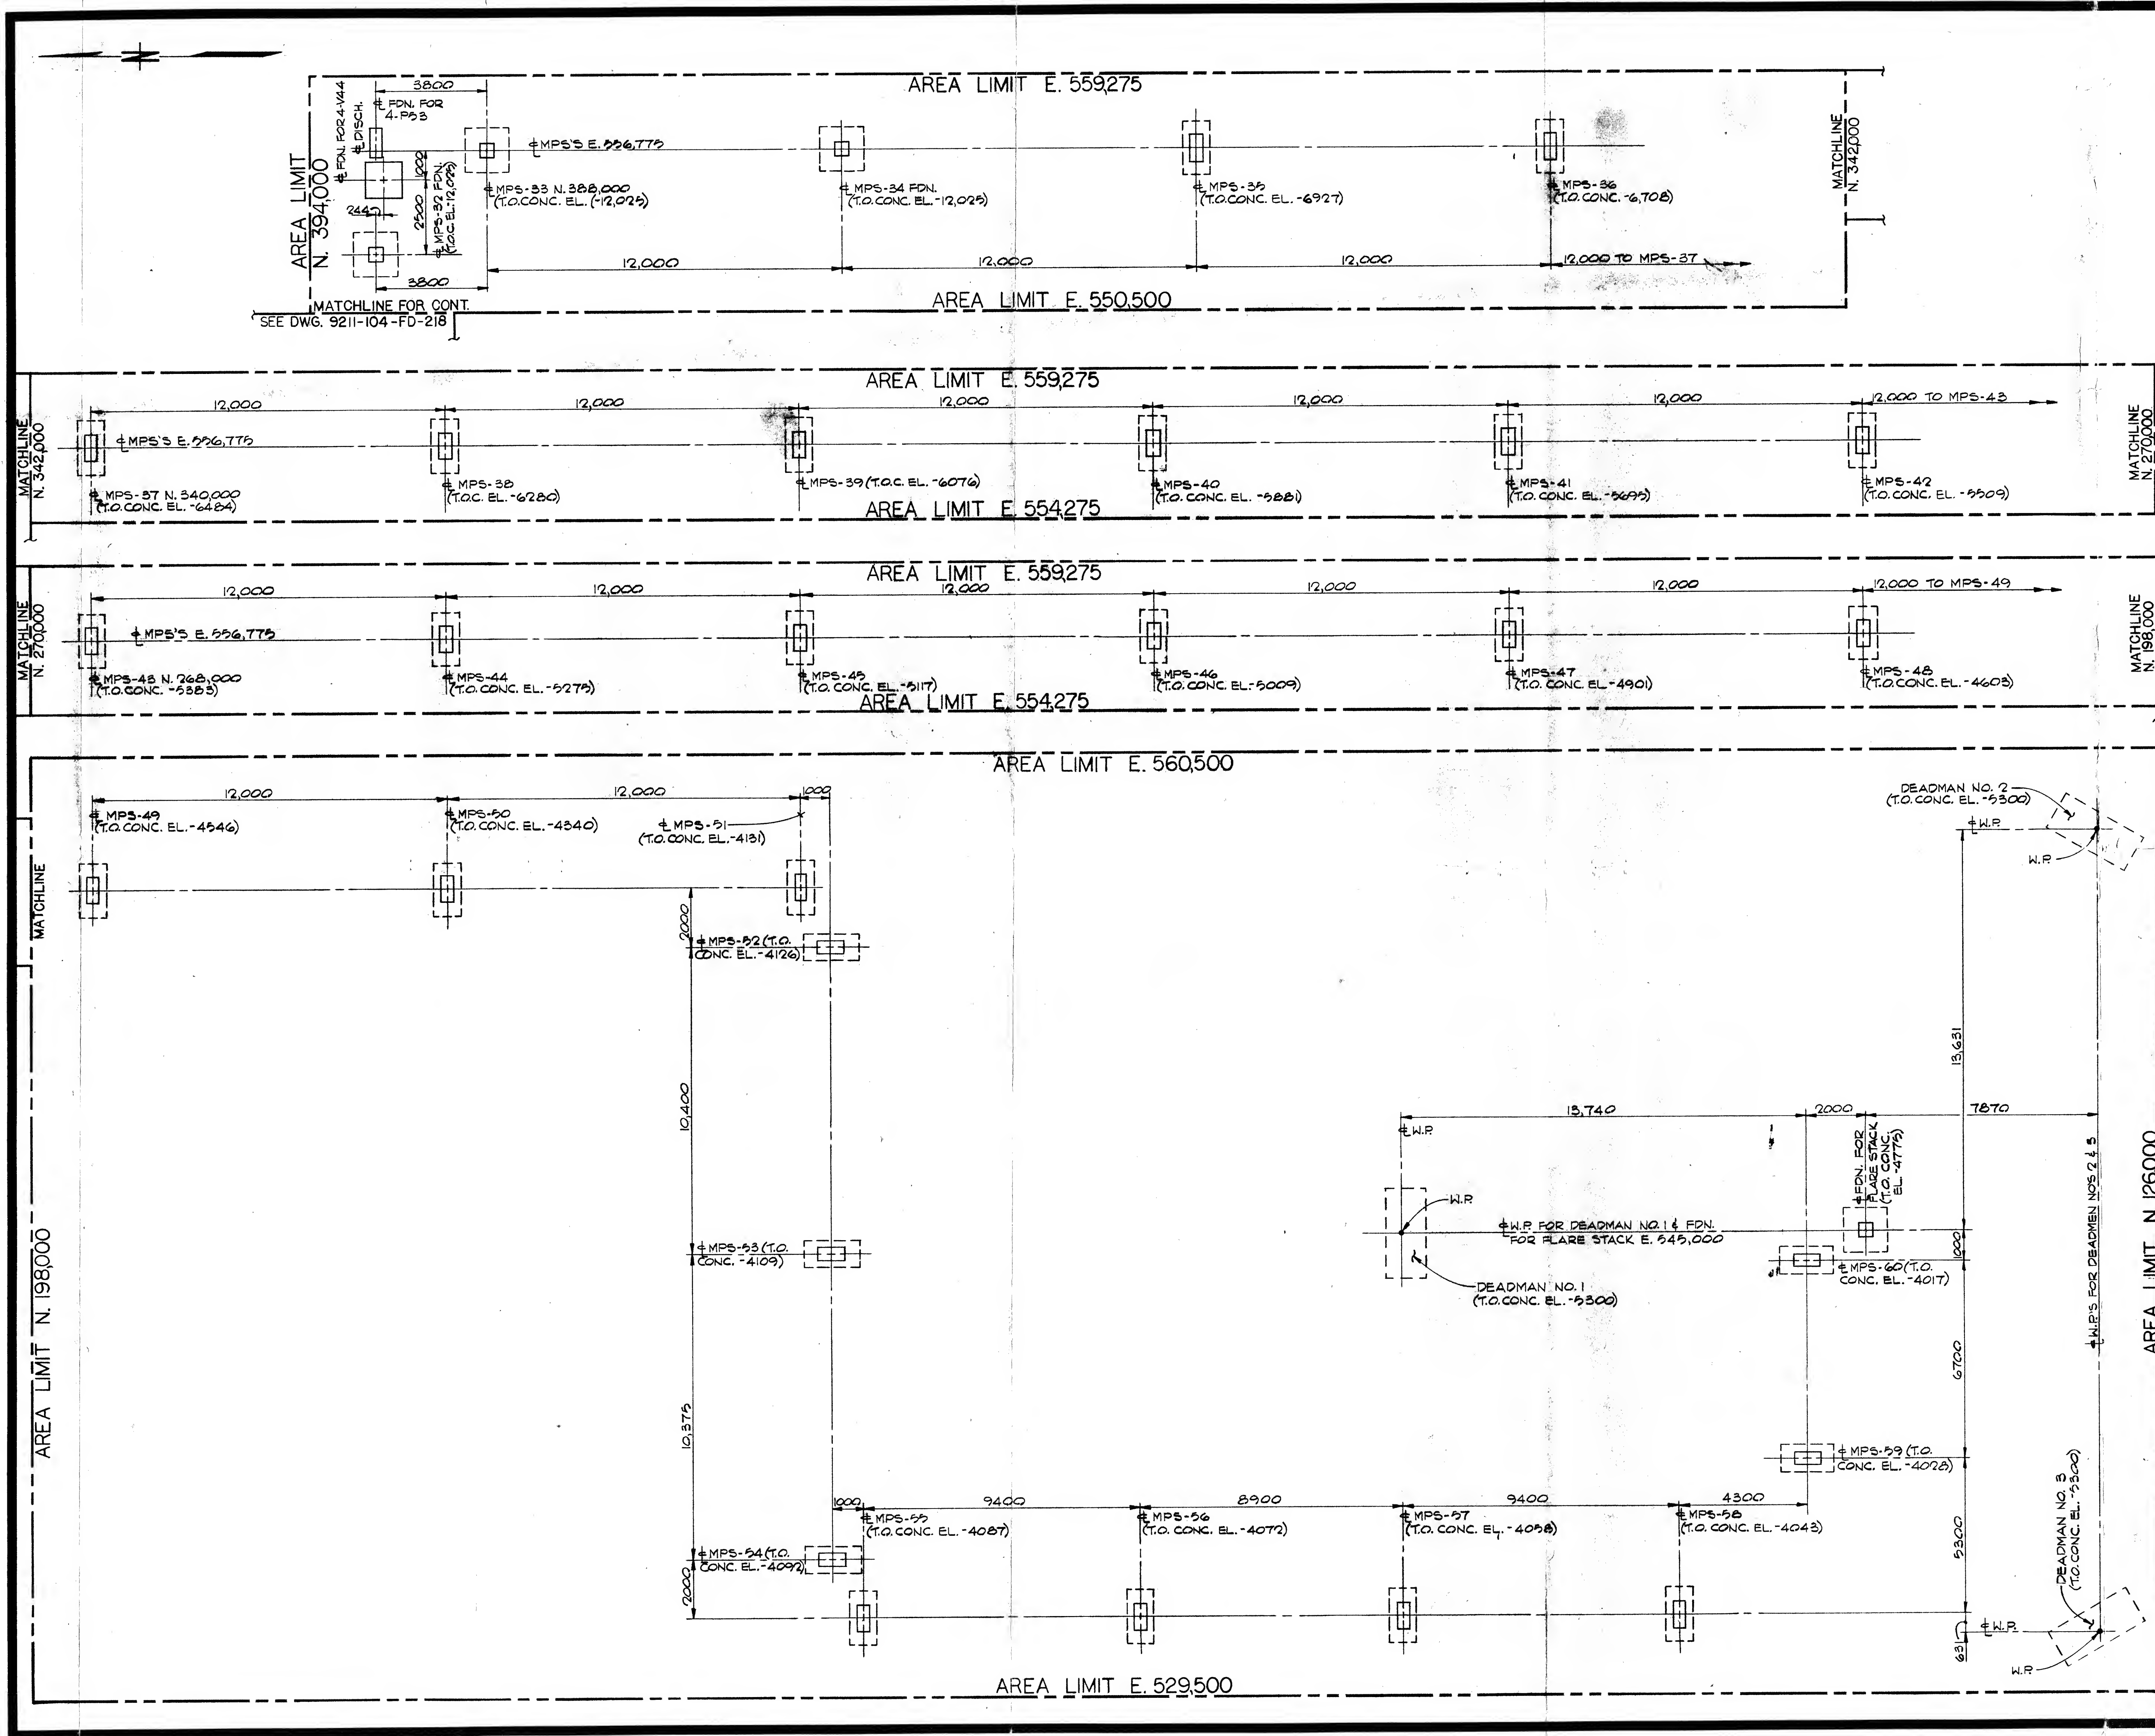 N
AREA LIMIT E. 559,275
3800
℄ FDN. FOR 4-V44
℄ DISCH.
℄ FDN. FOR
4-P53
℄ MPS'S E. 556,775
AREA LIMIT
N. 394,000
1000
2500
244
℄ MPS-32 FDN.
(T.O.C. EL.-12,025)
℄ MPS-33 N. 388,000
(T.O.CONC. EL. (-12,025)
℄ MPS-34 FDN.
(T.O.CONC. EL.-12,025)
℄ MPS-35
(T.O.CONC. EL. -6927)
℄ MPS-36
(T.O. CONC. -6,708)
MATCHLINE
N. 342,000
12,000
12,000
12,000
12,000 TO MPS-37
3800
AREA LIMIT E. 550,500
MATCHLINE FOR CONT.
SEE DWG. 9211-104-FD-218
AREA LIMIT E. 559,275
12,000
12,000
12,000
12,000
12,000
12,000 TO MPS-43
MATCHLINE
N. 342,000
℄ MPS'S E. 556,775
℄ MPS-37 N. 340,000
(T.O.CONC. EL. -6484)
℄ MPS-38
(T.O.C. EL. -6280)
℄ MPS-39 (T.O.C. EL. -6076)
℄ MPS-40
(T.O. CONC. EL. -5881)
℄ MPS-41
(T.O. CONC. EL. -5695)
℄ MPS-42
(T.O. CONC. EL. -5509)
MATCHLINE
N. 270,000
AREA LIMIT E. 554,275
AREA LIMIT E. 559,275
12,000
12,000
12,000
12,000
12,000
12,000 TO MPS-49
MATCHLINE
N. 270,000
℄ MPS'S E. 556,775
℄ MPS-43 N. 268,000
(T.O.CONC. -5383)
℄ MPS-44
(T.O. CONC. EL. -5275)
℄ MPS-45
(T.O. CONC. EL. -5117)
℄ MPS-46
(T.O. CONC. EL.-5009)
℄ MPS-47
(T.O. CONC. EL -4901)
℄ MPS-48
(T.O.CONC. EL. -4603)
MATCHLINE
N. 198,000
AREA LIMIT E. 554,275
AREA LIMIT E. 560,500
12,000
12,000
1000
℄ MPS-49
(T.O. CONC. EL. -4546)
℄ MPS-50
(T.O. CONC. EL. -4340)
℄ MPS-51
(T.O. CONC. EL.-4131)
DEADMAN NO. 2
(T.O. CONC. EL. -5300)
℄ W.P.
W.P.
MATCHLINE
2000
℄ MPS-52 (T.O.
CONC. EL. -4126)
10,400
13,631
13,740
2000
7870
℄ W.P.
W.P.
℄ FDN. FOR
FLARE STACK
(T.O. CONC.
EL. -4775)
℄ W.P. FOR DEADMAN NO. 1 & FDN.
FOR FLARE STACK E. 545,000
℄ MPS-53 (T.O.
CONC. -4109)
1000
℄ MPS-60 (T.O.
CONC. EL. -4017)
DEADMAN NO. 1
(T.O.CONC. EL. -5300)
℄ W.P.'S FOR DEADMEN NO'S 2 & 3
AREA LIMIT N. 126,000
AREA LIMIT N. 198,000
10,375
6700
℄ MPS-59 (T.O.
CONC. EL. -4028)
1000
9400
8900
9400
4300
℄ MPS-55
(T.O. CONC. EL. -4087)
℄ MPS-56
(T.O. CONC. EL. -4072)
℄ MPS-57
(T.O. CONC. EL. -4058)
℄ MPS-58
(T.O. CONC. EL. -4043)
℄ MPS-54 (T.O.
CONC. EL. -4092)
2000
5300
DEADMAN NO. 3
(T.O. CONC. EL. -5300)
631
℄ W.P.
W.P.
AREA LIMIT E. 529,500